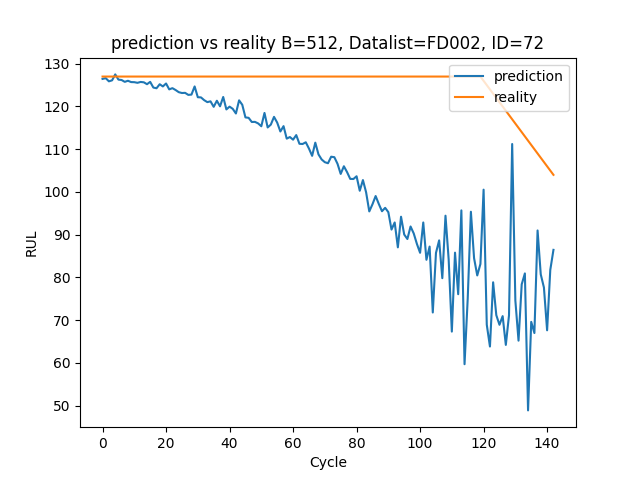 prediction vs reality B=512, Datalist=FD002, ID=72
130
120
110
100
90
80
70
60
50
RUL
prediction
reality
0 20 40 60 80 100 120 140
Cycle